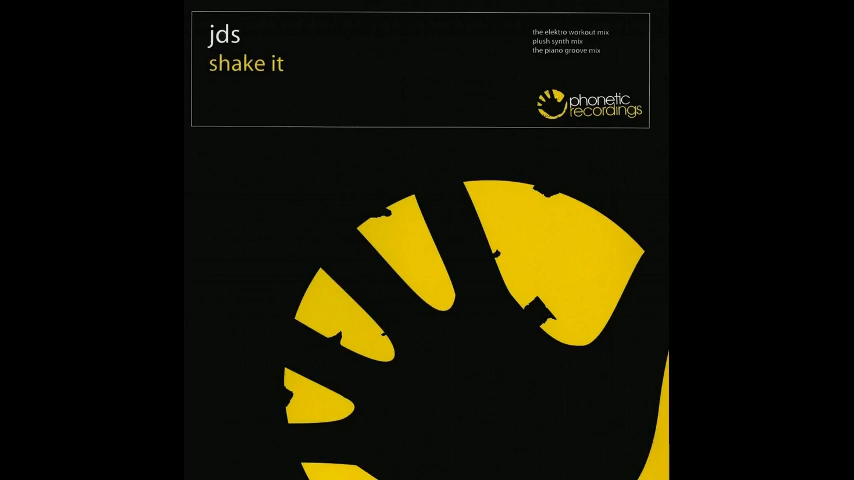 jds
shake it
the elektro workout mix
plush synth mix
the piano groove mix
phonetic
recordings